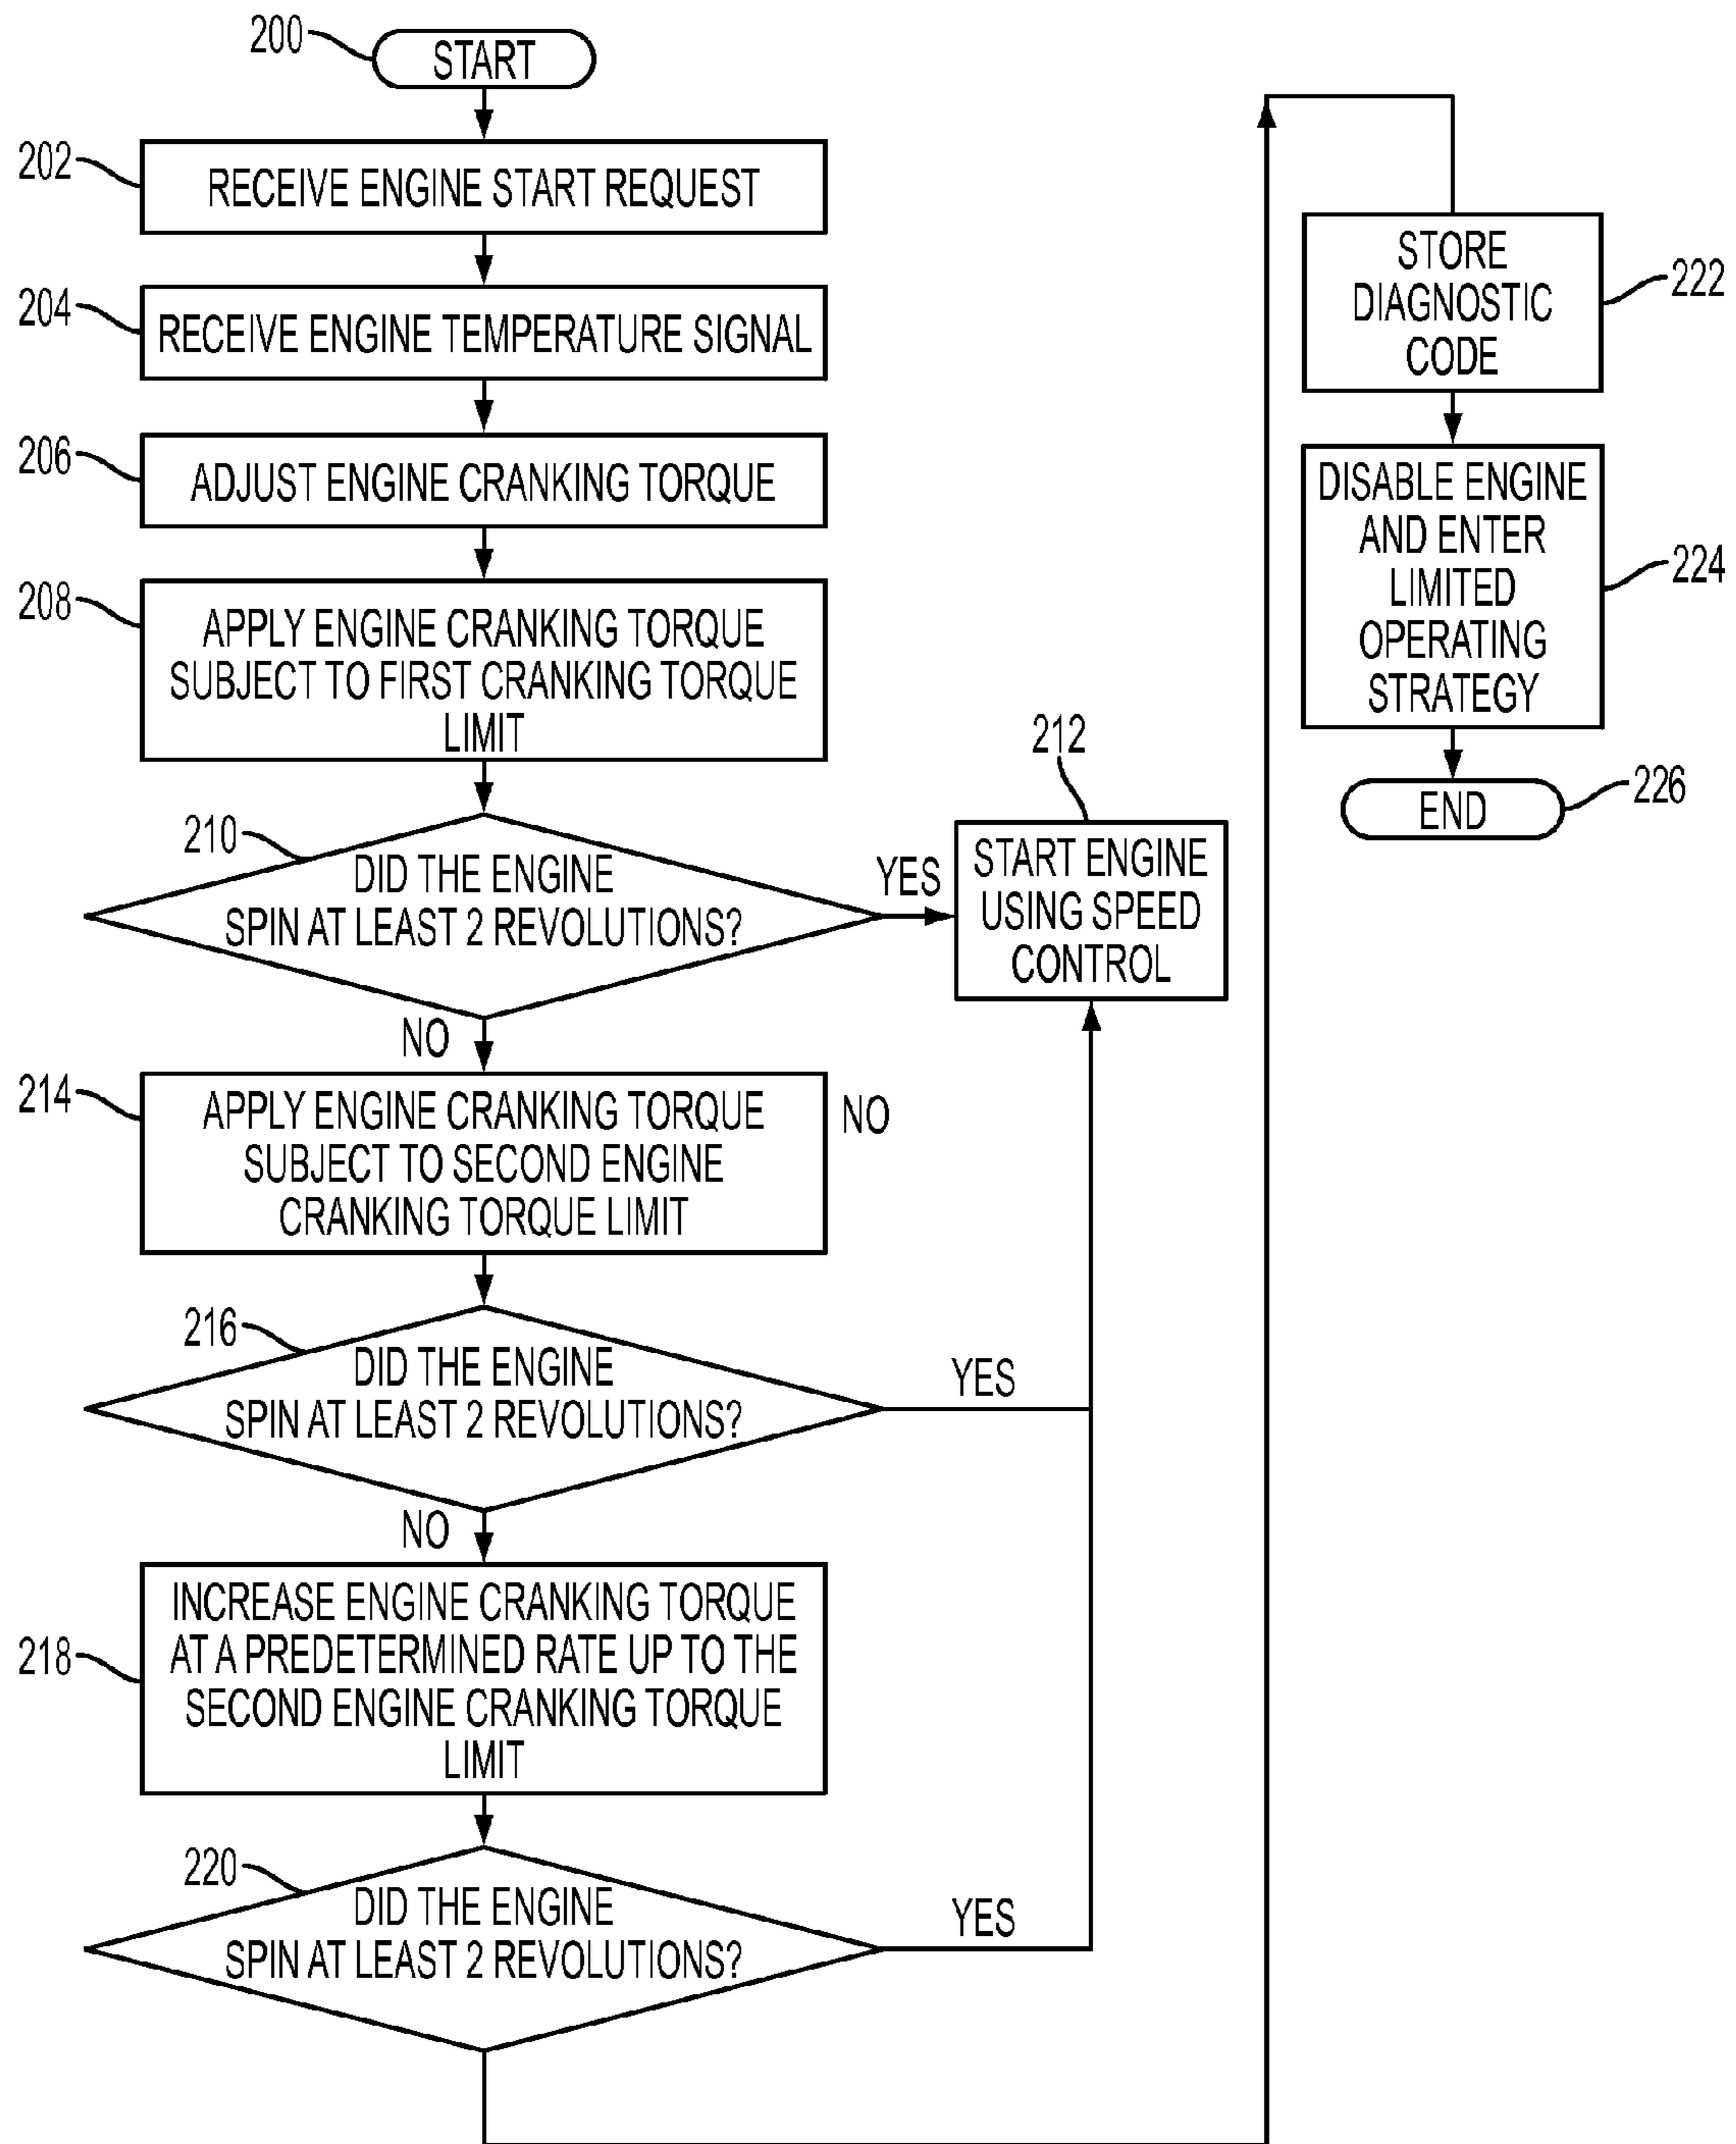 200
START
202
RECEIVE ENGINE START REQUEST
204
RECEIVE ENGINE TEMPERATURE SIGNAL
206
ADJUST ENGINE CRANKING TORQUE
208
APPLY ENGINE CRANKING TORQUE
SUBJECT TO FIRST CRANKING TORQUE
LIMIT
210
DID THE ENGINE
SPIN AT LEAST 2 REVOLUTIONS?
YES
212
START ENGINE
USING SPEED
CONTROL
NO
214
APPLY ENGINE CRANKING TORQUE
SUBJECT TO SECOND ENGINE
CRANKING TORQUE LIMIT
NO
216
DID THE ENGINE
SPIN AT LEAST 2 REVOLUTIONS?
YES
NO
218
INCREASE ENGINE CRANKING TORQUE
AT A PREDETERMINED RATE UP TO THE
SECOND ENGINE CRANKING TORQUE
LIMIT
220
DID THE ENGINE
SPIN AT LEAST 2 REVOLUTIONS?
YES
STORE
DIAGNOSTIC
CODE
222
DISABLE ENGINE
AND ENTER
LIMITED
OPERATING
STRATEGY
224
END
226